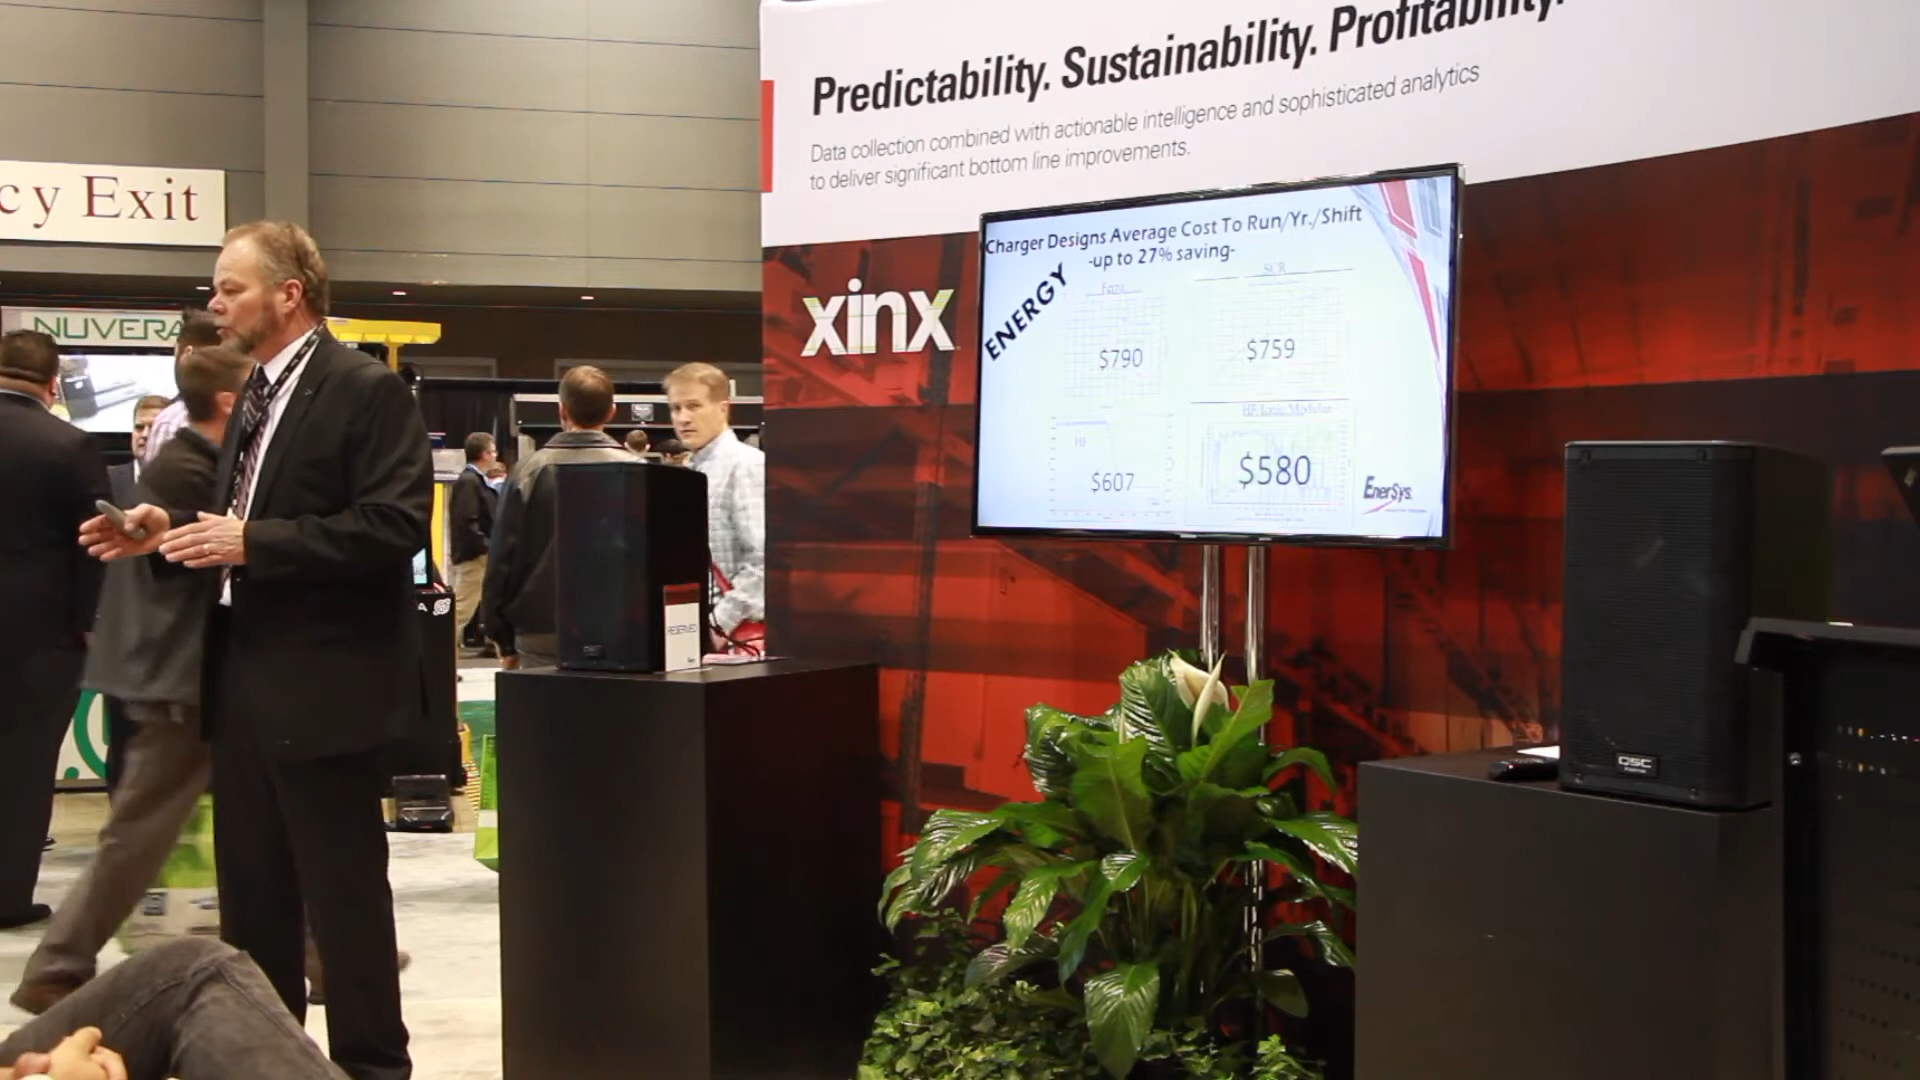 Predictability. Sustainability. Profitability.
Data collection combined with actionable intelligence and sophisticated analytics
to deliver significant bottom line improvements.
cy Exit
NUVERA
xinx
Charger Designs Average Cost To Run/Yr./Shift
-up to 27% saving-
ENERGY
Ferro
SCR
$790
$759
HF
HF Ionic Modular
$607
$580
EnerSys
RESERVED
QSC